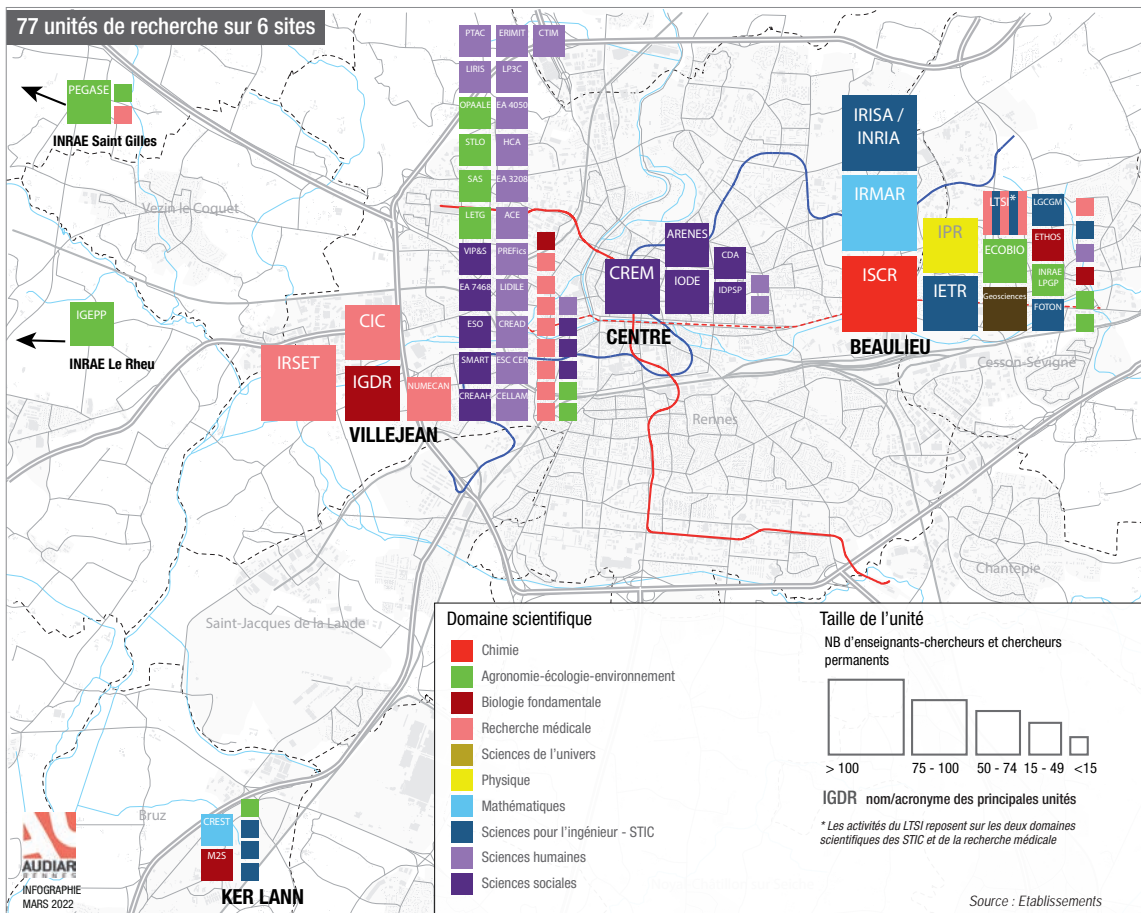 77 unités de recherche sur 6 sites
PEGASE
INRAE Saint Gilles
Vezin le Coquet
IGEPP
INRAE Le Rheu
PTAC
ERIMIT
CTIM
LIRIS
LP3C
OPAALE
EA 4050
STLO
HCA
SAS
EA 3208
LETG
ACE
VIP&S
PREFics
EA 7468
LIDILE
ESO
CREAD
SMART
ESC CER
CREAAH
CELLAM
IRSET
CIC
IGDR
NUMECAN
VILLEJEAN
CREM
ARENES
IODE
CDA
IDPSP
CENTRE
IRISA /
INRIA
IRMAR
ISCR
IPR
IETR
LTSI*
ECOBIO
Geosciences
LGCGM
ETHOS
INRAE
LPGP
FOTON
BEAULIEU
Cesson-Sévigné
Rennes
Chantepie
Saint-Jacques de la Lande
Bruz
CREST
M2S
KER LANN
AUDIAR
RENNES
INFOGRAPHIE
MARS 2022
Domaine scientifique
Chimie
Agronomie-écologie-environnement
Biologie fondamentale
Recherche médicale
Sciences de l'univers
Physique
Mathématiques
Sciences pour l'ingénieur - STIC
Sciences humaines
Sciences sociales
Taille de l'unité
NB d'enseignants-chercheurs et chercheurs
permanents
> 100
75 - 100
50 - 74
15 - 49
<15
IGDR nom/acronyme des principales unités
* Les activités du LTSI reposent sur les deux domaines
scientifiques des STIC et de la recherche médicale
Source : Etablissements